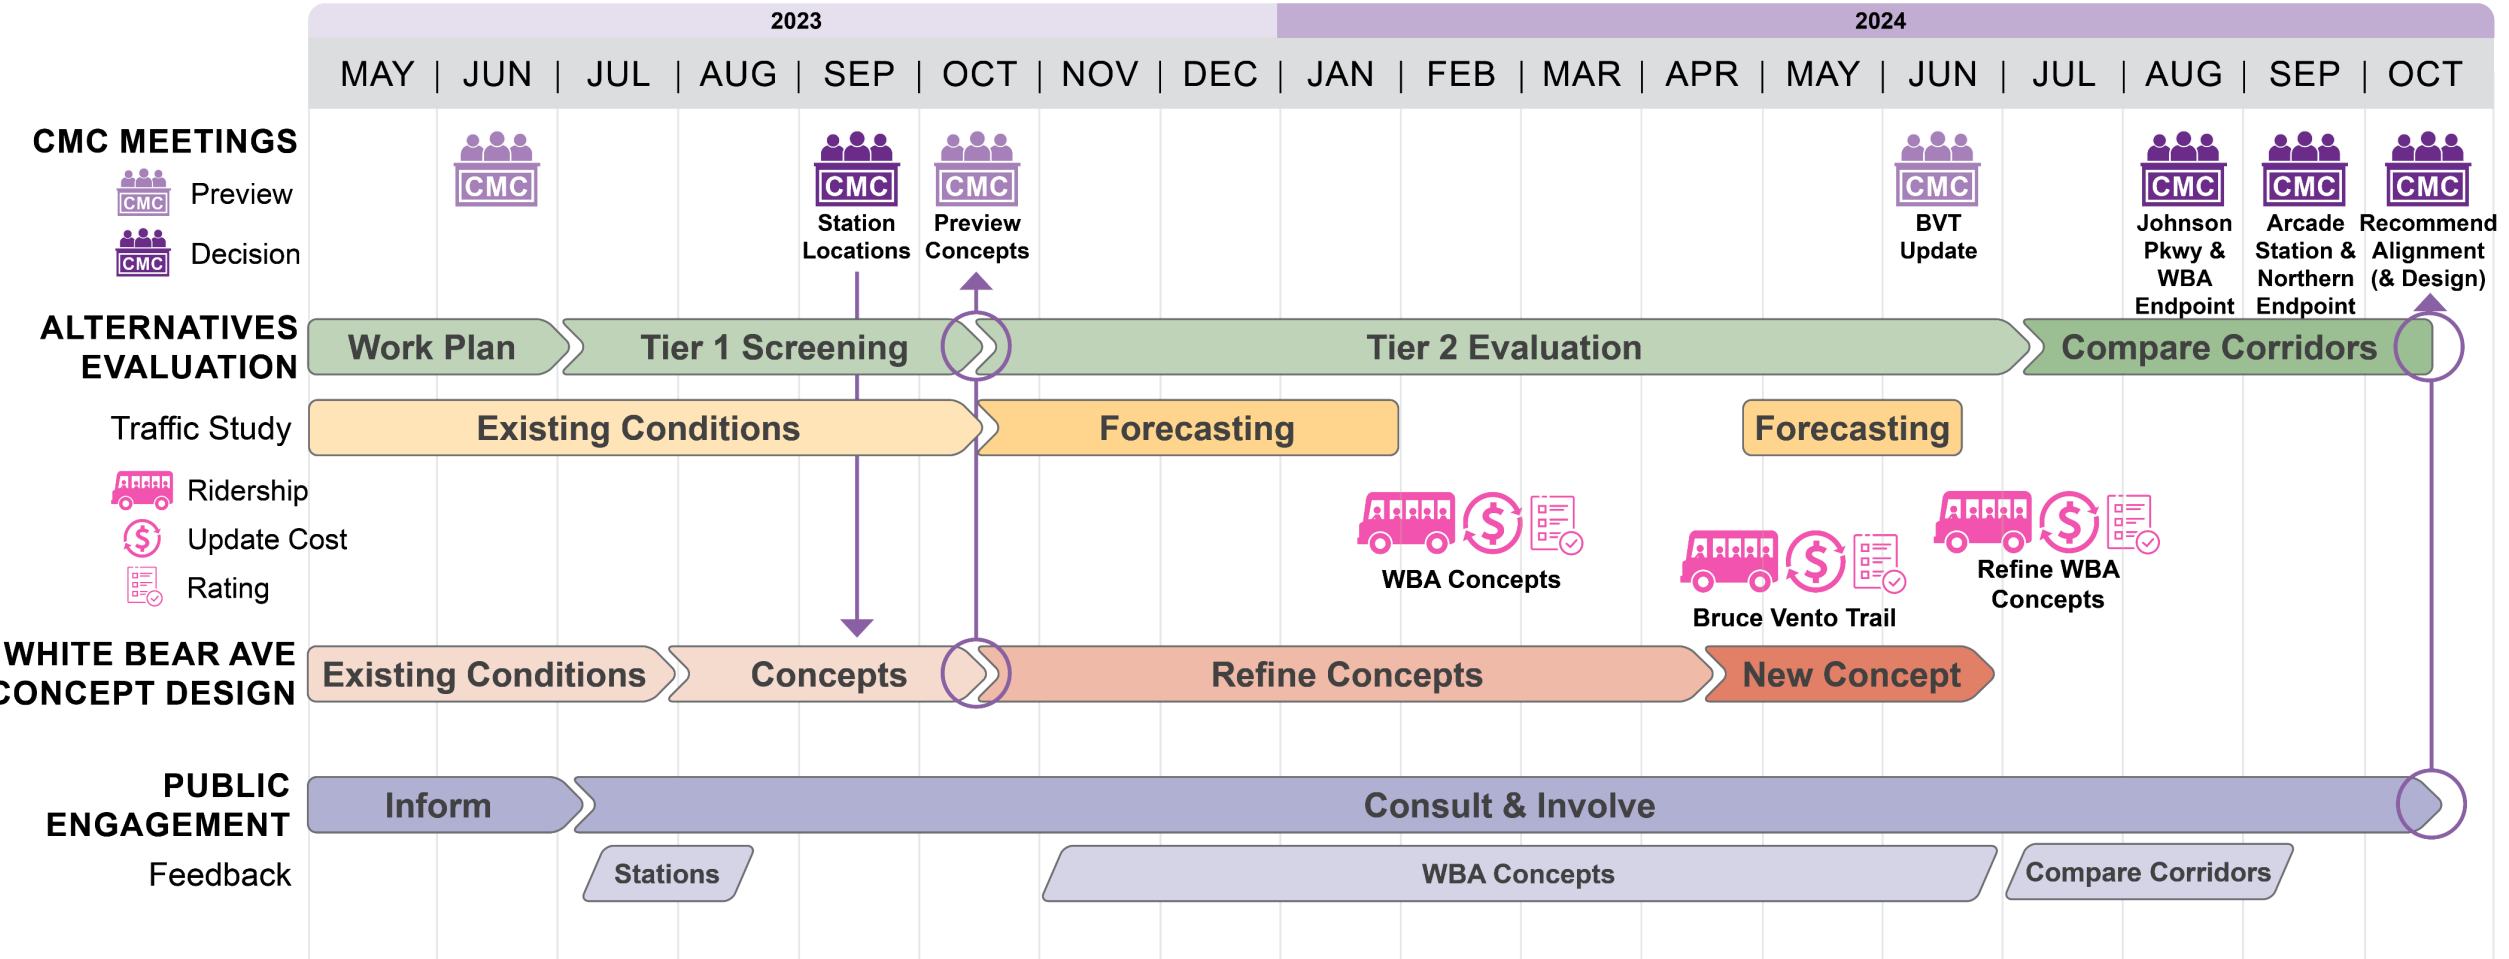 2023
2024
MAY JUN JUL AUG SEP OCT NOV DEC JAN FEB MAR APR MAY JUN JUL AUG SEP OCT
CMC MEETINGS
CMC Preview
CMC Decision
CMC
CMC
Station
Locations
CMC
Preview
Concepts
CMC
BVT
Update
CMC
Johnson
Pkwy &
WBA
Endpoint
CMC
Arcade
Station &
Northern
Endpoint
CMC
Recommend
Alignment
(& Design)
ALTERNATIVES
EVALUATION
Work Plan
Tier 1 Screening
Tier 2 Evaluation
Compare Corridors
Traffic Study
Existing Conditions
Forecasting
Forecasting
Ridership
$ Update Cost
Rating
$
WBA Concepts
$
Bruce Vento Trail
$
Refine WBA
Concepts
WHITE BEAR AVE
CONCEPT DESIGN
Existing Conditions
Concepts
Refine Concepts
New Concept
PUBLIC
ENGAGEMENT
Inform
Consult & Involve
Feedback
Stations
WBA Concepts
Compare Corridors